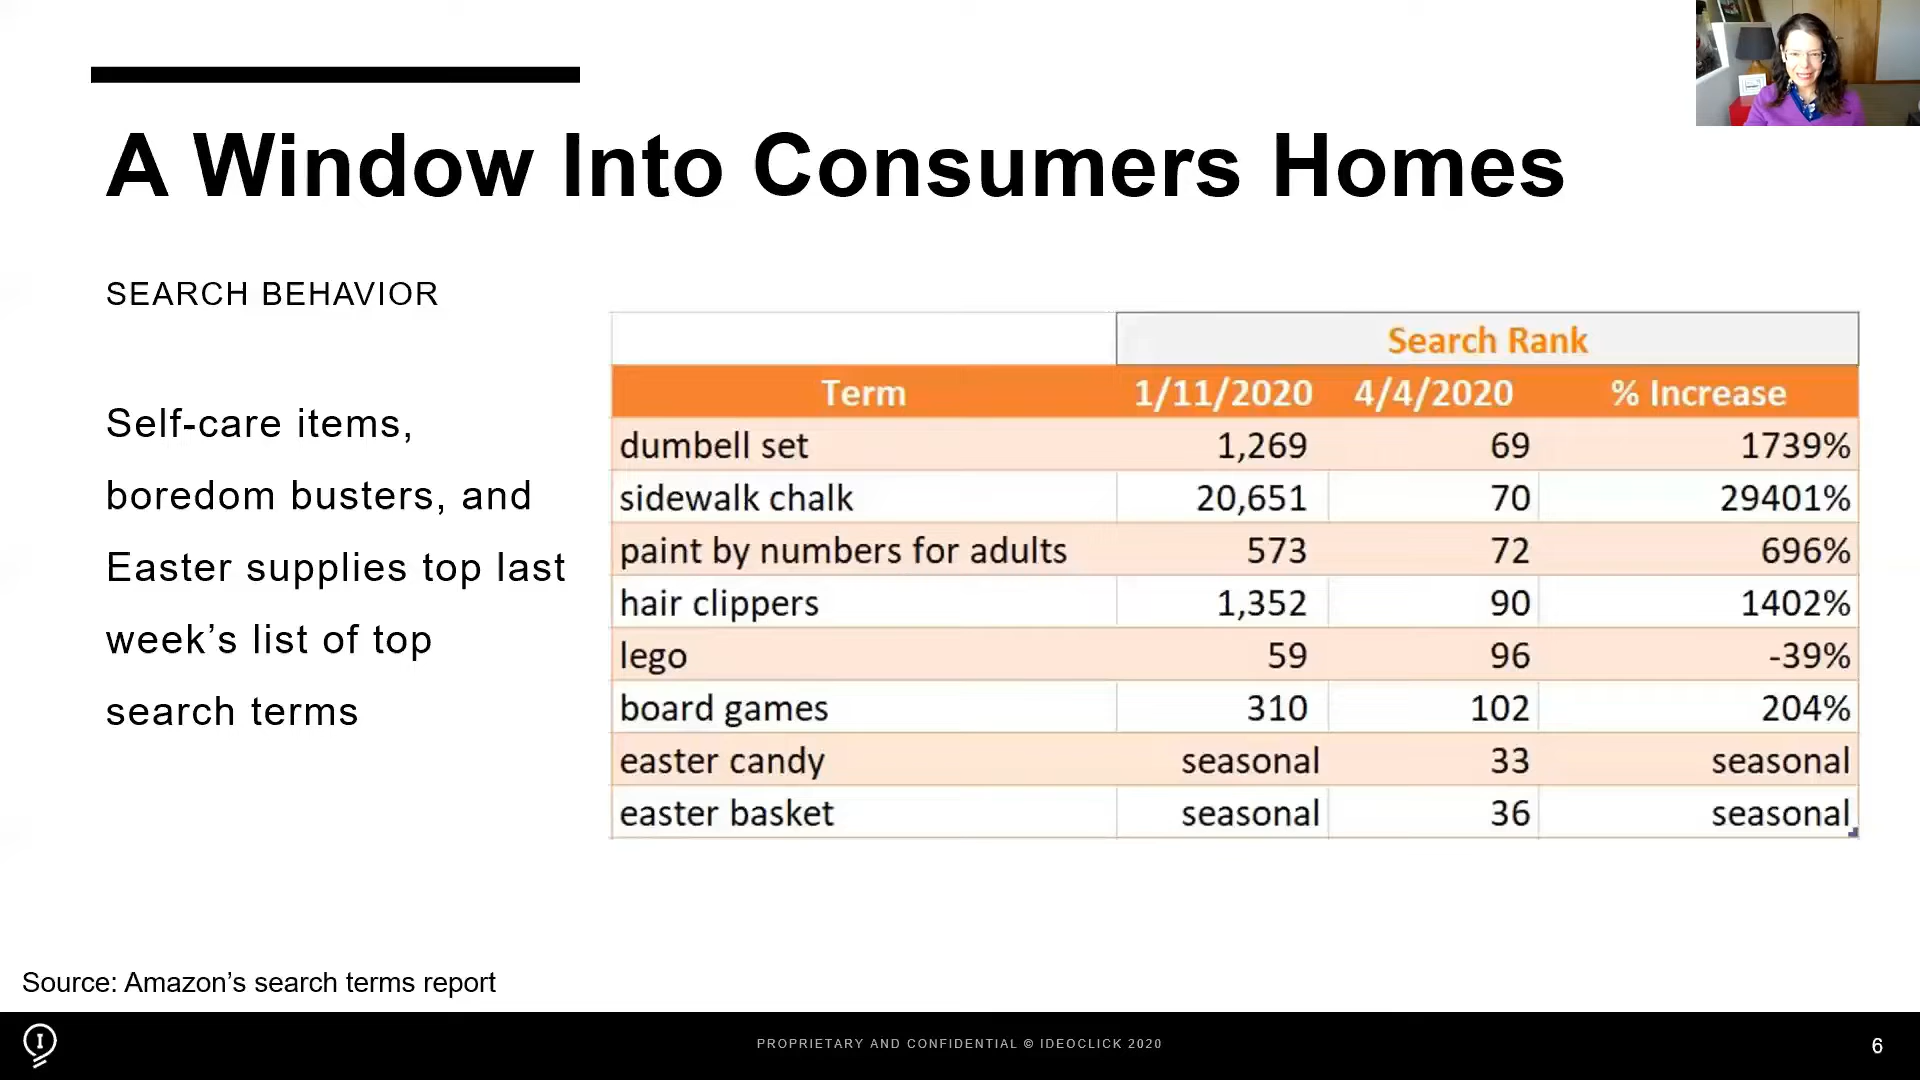 A Window Into Consumers Homes
SEARCH BEHAVIOR
Self-care items,
boredom busters, and
Easter supplies top last
week’s list of top
search terms
Search Rank
Term 1/11/2020 4/4/2020 % Increase
dumbell set 1,269 69 1739%
sidewalk chalk 20,651 70 29401%
paint by numbers for adults 573 72 696%
hair clippers 1,352 90 1402%
lego 59 96 -39%
board games 310 102 204%
easter candy seasonal 33 seasonal
easter basket seasonal 36 seasonal
Source: Amazon’s search terms report
I
PROPRIETARY AND CONFIDENTIAL © IDEOCLICK 2020
6